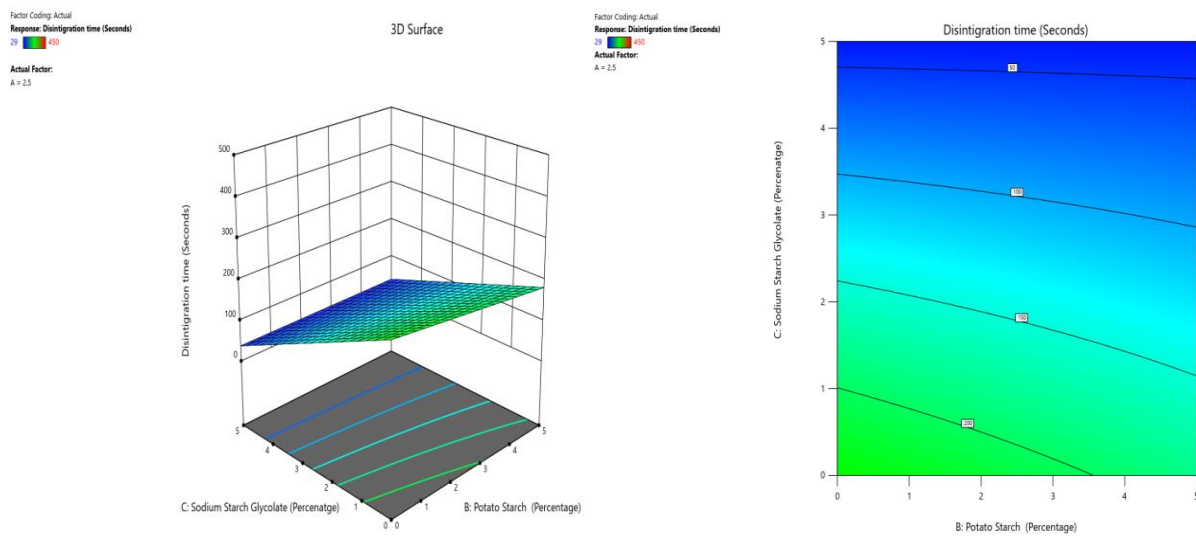 Factor Coding: Actual
Response: Disintigration time (Seconds)
29 450
Actual Factor:
A = 2.5
3D Surface
500
400
300
200
100
0
Disintigration time (Seconds)
5
4
3
2
1
0
0
1
2
3
4
5
C: Sodium Starch Glycolate (Percenatge)
B: Potato Starch (Percentage)
Factor Coding: Actual
Response: Disintigration time (Seconds)
29 450
Actual Factor:
A = 2.5
Disintigration time (Seconds)
5
4
3
2
1
0
C: Sodium Starch Glycolate (Percenatge)
50
100
150
200
0 1 2 3 4 5
B: Potato Starch (Percentage)